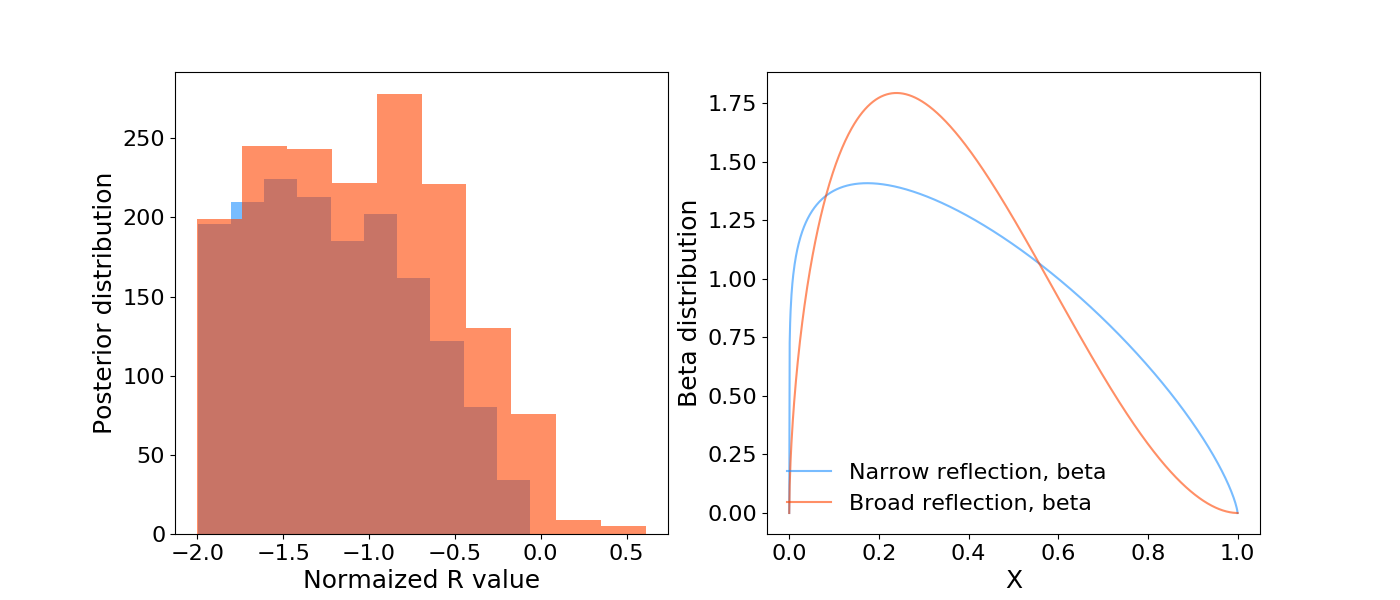 250
200
150
100
50
0
−2.0 −1.5 −1.0 −0.5 0.0 0.5
Normaized R value
Posterior distribution
1.75
1.50
1.25
1.00
0.75
0.50
0.25
0.00
0.0 0.2 0.4 0.6 0.8 1.0
X
Beta distribution
Narrow reflection, beta
Broad reflection, beta